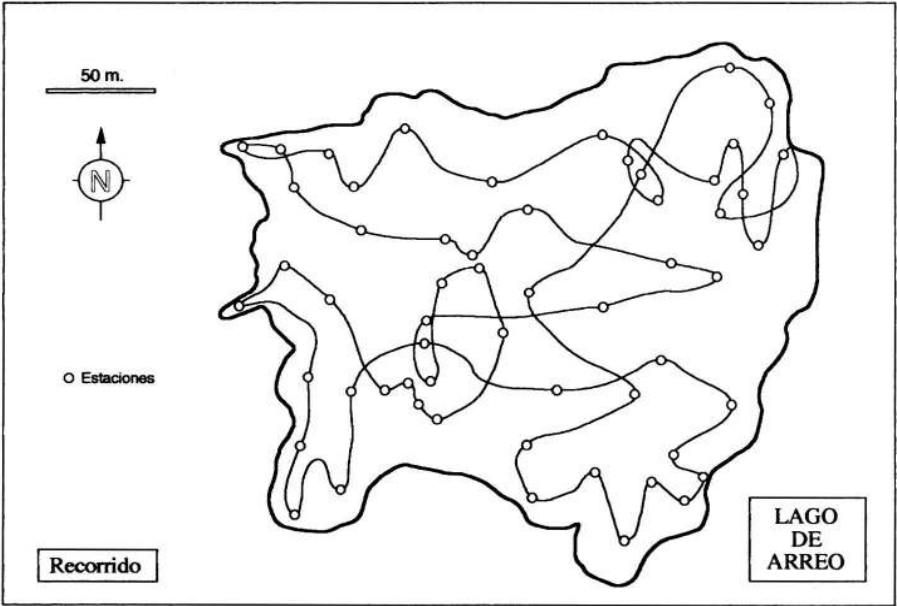 50 m.
N
Estaciones
Recorrido
LAGO
DE
ARREO